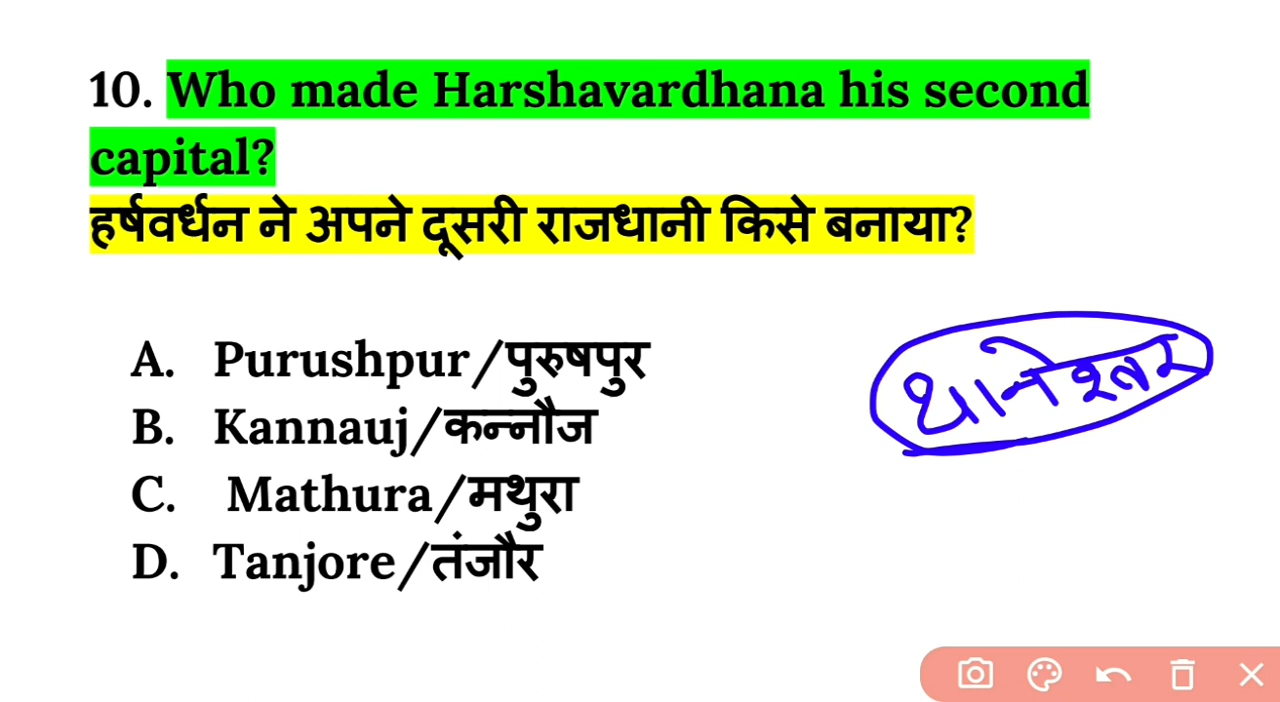 10. Who made Harshavardhana his second
capital?
हर्षवर्धन ने अपने दूसरी राजधानी किसे बनाया?
A. Purushpur/पुरुषपुर
थानेश्वर
B. Kannauj/कन्नौज
C. Mathura/मथुरा
D. Tanjore/तंजौर